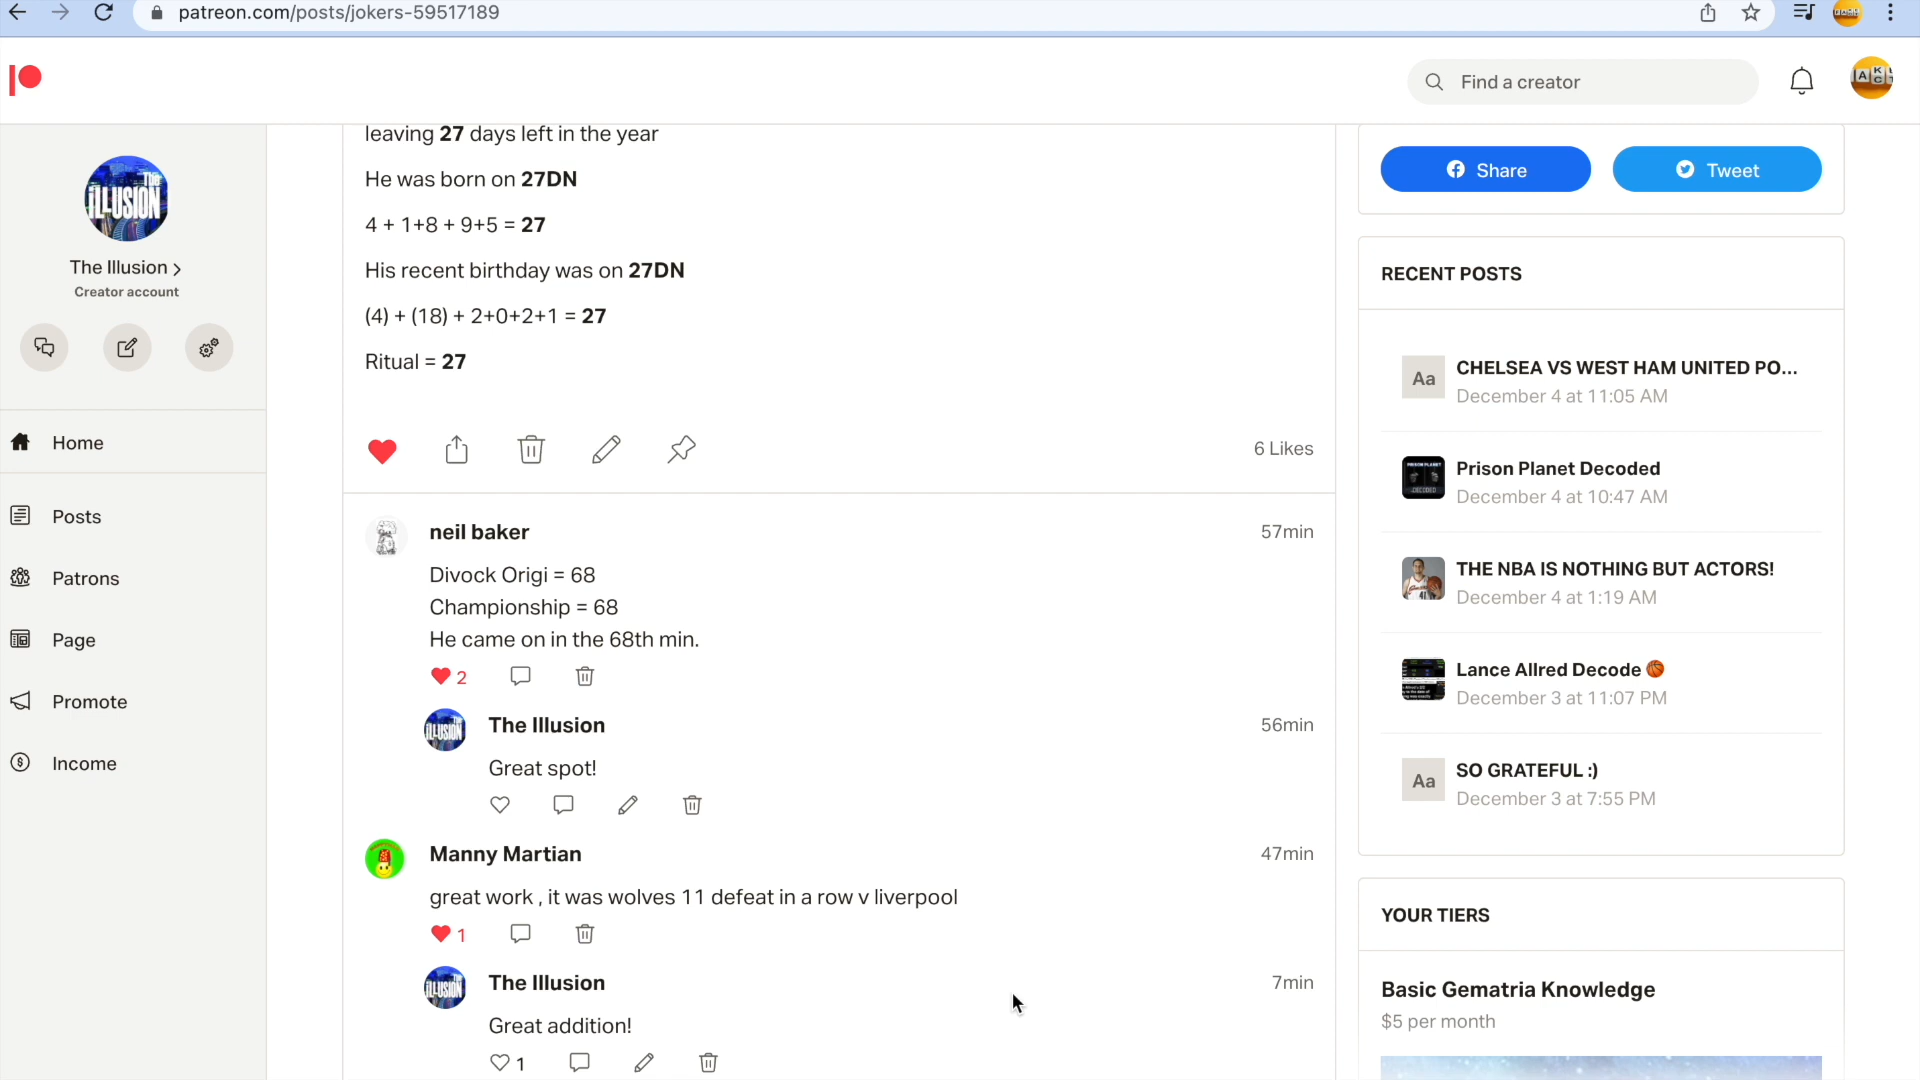 patreon.com/posts/jokers-59517189
Find a creator
The Illusion
Creator account
Home
Posts
Patrons
Page
Promote
Income
leaving 27 days left in the year
He was born on 27DN
4 + 1+8 + 9+5 = 27
His recent birthday was on 27DN
(4) + (18) + 2+0+2+1 = 27
Ritual = 27
6 Likes
neil baker
57min
Divock Origi = 68
Championship = 68
He came on in the 68th min.
2
The Illusion
56min
Great spot!
Manny Martian
47min
great work , it was wolves 11 defeat in a row v liverpool
1
The Illusion
7min
Great addition!
1
Share
Tweet
RECENT POSTS
Aa
CHELSEA VS WEST HAM UNITED PO...
December 4 at 11:05 AM
Prison Planet Decoded
December 4 at 10:47 AM
THE NBA IS NOTHING BUT ACTORS!
December 4 at 1:19 AM
Lance Allred Decode
December 3 at 11:07 PM
Aa
SO GRATEFUL :)
December 3 at 7:55 PM
YOUR TIERS
Basic Gematria Knowledge
$5 per month